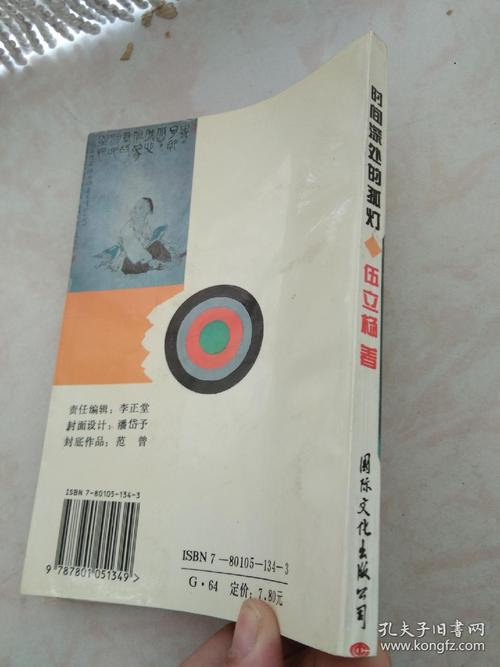 时间深处的孤灯
伍立杨 著
国际文化出版公司
责任编辑：李正堂
封面设计：潘岱予
封底作品：范 曾
ISBN 7-80105-134-3
9 787801 051349 >
ISBN 7—80105—134—3
G·64 定价：7.80元
孔夫子旧书网
www.kongfz.com